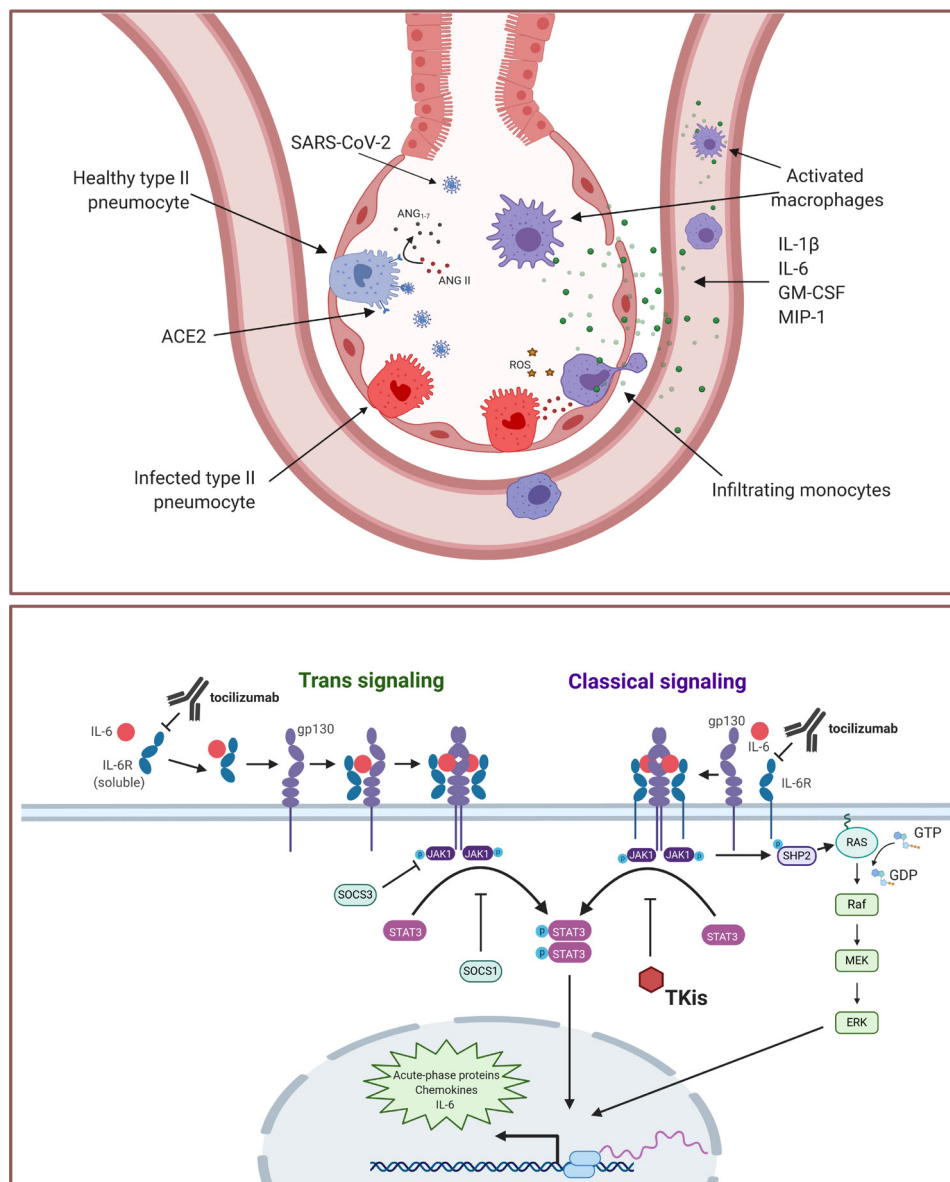 SARS-CoV-2
Healthy type II
pneumocyte
ANG1-7
ANG II
ACE2
ROS
Activated
macrophages
IL-1β
IL-6
GM-CSF
MIP-1
Infected type II
pneumocyte
Infiltrating monocytes
Trans signaling
Classical signaling
tocilizumab
IL-6
IL-6R
(soluble)
gp130
gp130
IL-6
tocilizumab
IL-6R
P
JAK1
JAK1
P
P
JAK1
JAK1
P
P
SHP2
RAS
GTP
GDP
SOCS3
STAT3
SOCS1
P
STAT3
P
STAT3
STAT3
TKis
Raf
MEK
ERK
Acute-phase proteins
Chemokines
IL-6